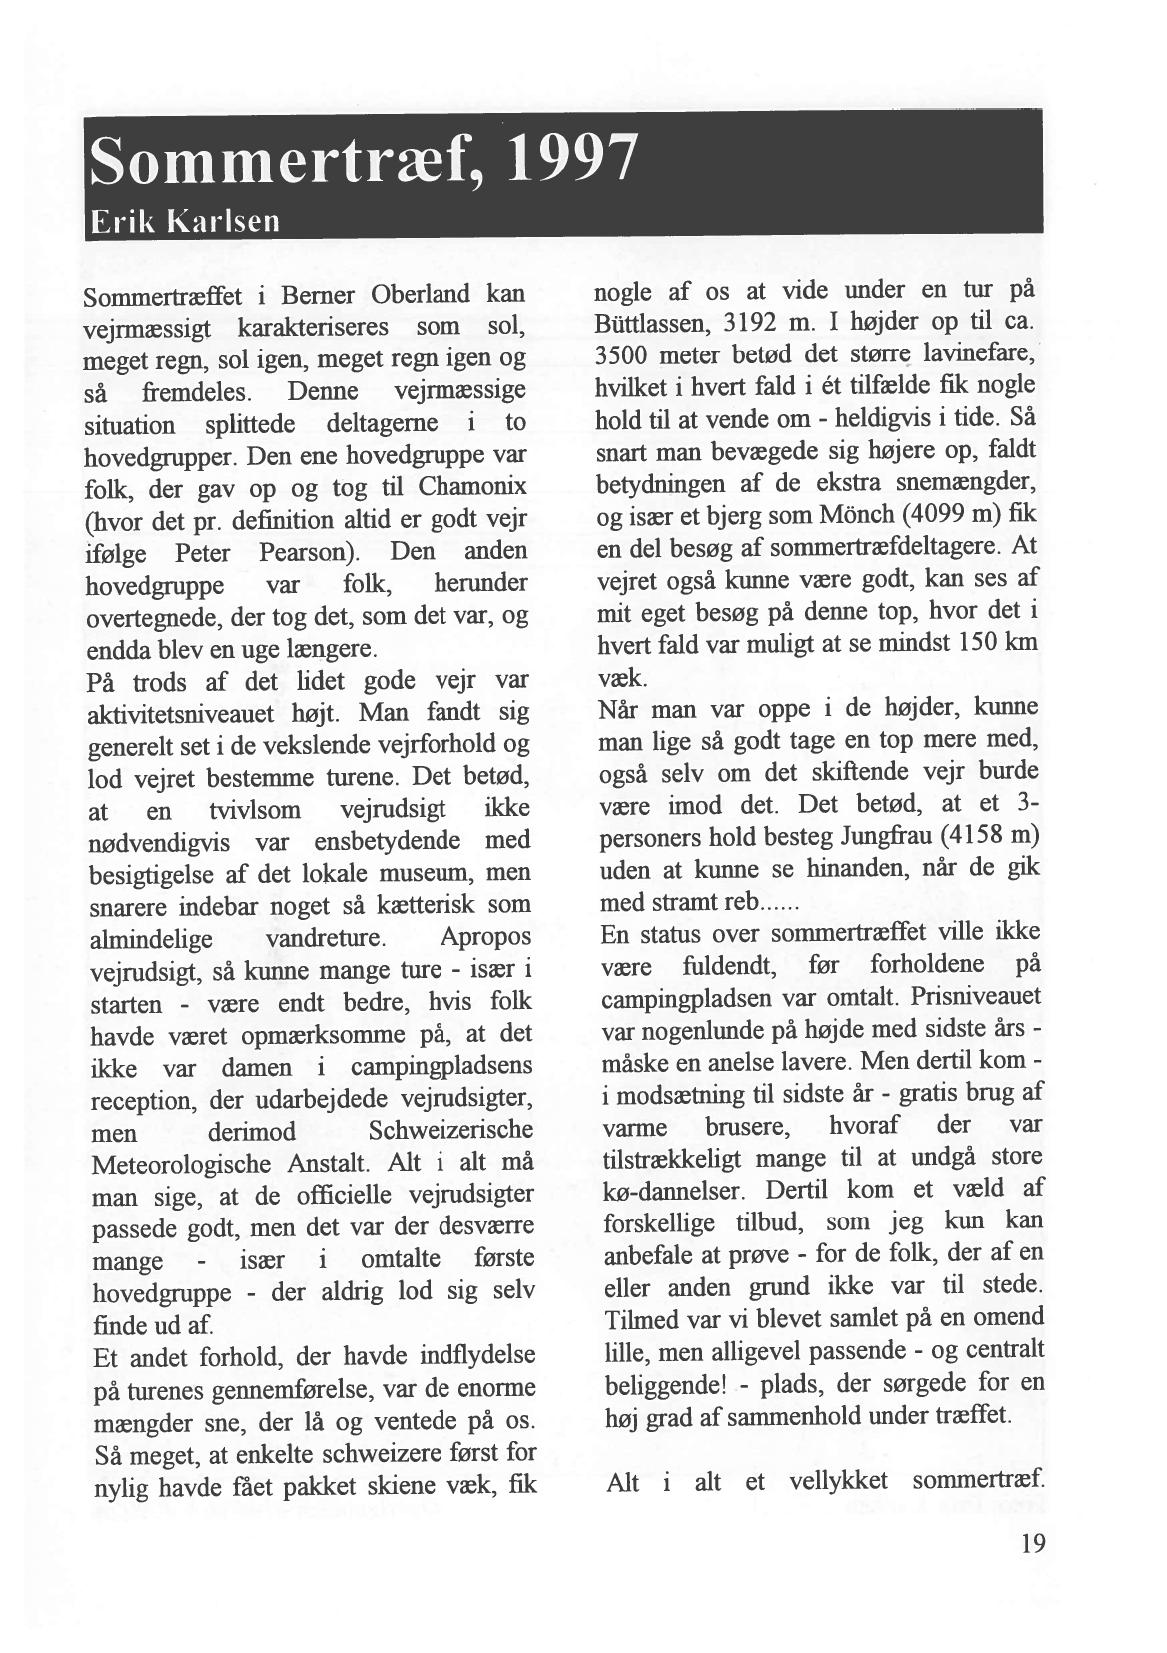 Sommertræf, 1997
Erik Karlsen
Sommertræffet i Berner Oberland kan
vejrmæssigt karakteriseres som sol,
meget regn, sol igen, meget regn igen og
så fremdeles. Denne vejrmæssige
situation splittede deltagerne i to
hovedgrupper. Den ene hovedgruppe var
folk, der gav op og tog til Chamonix
(hvor det pr. definition altid er godt vejr
ifølge Peter Pearson). Den anden
hovedgruppe var folk, herunder
overtegnede, der tog det, som det var, og
endda blev en uge længere.
På trods af det lidet gode vejr var
aktivitetsniveauet højt. Man fandt sig
generelt set i de vekslende vejrforhold og
lod vejret bestemme turene. Det betød,
at en tvivlsom vejrudsigt ikke
nødvendigvis var ensbetydende med
besigtigelse af det lokale museum, men
snarere indebar noget så kætterisk som
almindelige vandreture. Apropos
vejrudsigt, så kunne mange ture - især i
starten - være endt bedre, hvis folk
havde været opmærksomme på, at det
ikke var damen i campingpladsens
reception, der udarbejdede vejrudsigter,
men derimod Schweizerische
Meteorologische Anstalt. Alt i alt må
man sige, at de officielle vejrudsigter
passede godt, men det var der desværre
mange - især i omtalte første
hovedgruppe - der aldrig lod sig selv
finde ud af.
Et andet forhold, der havde indflydelse
på turenes gennemførelse, var de enorme
mængder sne, der lå og ventede på os.
Så meget, at enkelte schweizere først for
nylig havde fået pakket skiene væk, fik
nogle af os at vide under en tur på
Büttlassen, 3192 m. I højder op til ca.
3500 meter betød det større lavinefare,
hvilket i hvert fald i ét tilfælde fik nogle
hold til at vende om - heldigvis i tide. Så
snart man bevægede sig højere op, faldt
betydningen af de ekstra snemængder,
og især et bjerg som Mönch (4099 m) fik
en del besøg af sommertræfdeltagere. At
vejret også kunne være godt, kan ses af
mit eget besøg på denne top, hvor det i
hvert fald var muligt at se mindst 150 km
væk.
Når man var oppe i de højder, kunne
man lige så godt tage en top mere med,
også selv om det skiftende vejr burde
være imod det. Det betød, at et 3-
personers hold besteg Jungfrau (4158 m)
uden at kunne se hinanden, når de gik
med stramt reb......
En status over sommertræffet ville ikke
være fuldendt, før forholdene på
campingpladsen var omtalt. Prisniveauet
var nogenlunde på højde med sidste års -
måske en anelse lavere. Men dertil kom -
i modsætning til sidste år - gratis brug af
varme brusere, hvoraf der var
tilstrækkeligt mange til at undgå store
kø-dannelser. Dertil kom et væld af
forskellige tilbud, som jeg kun kan
anbefale at prøve - for de folk, der af en
eller anden grund ikke var til stede.
Tilmed var vi blevet samlet på en omend
lille, men alligevel passende - og centralt
beliggende! - plads, der sørgede for en
høj grad af sammenhold under træffet.
Alt i alt et vellykket sommertræf.
19